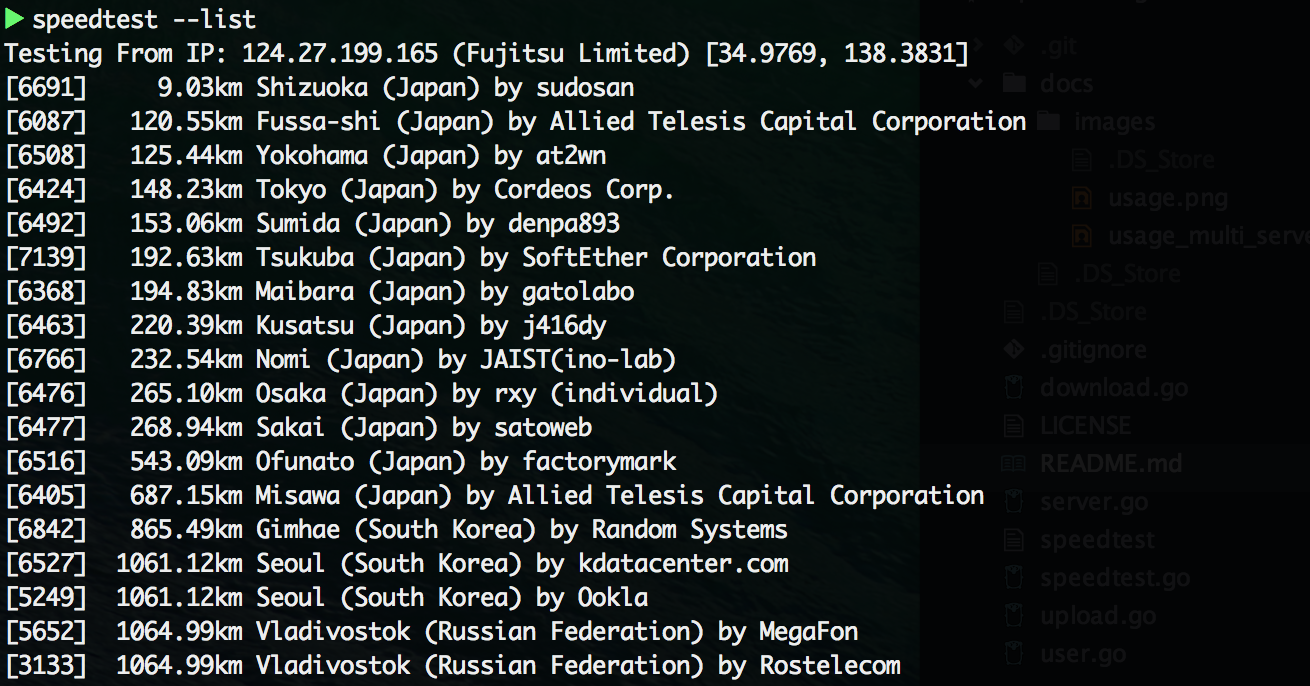 speedtest --list
Testing From IP: 124.27.199.165 (Fujitsu Limited) [34.9769, 138.3831]
[6691] 9.03km Shizuoka (Japan) by sudosan
[6087] 120.55km Fussa-shi (Japan) by Allied Telesis Capital Corporation
[6508] 125.44km Yokohama (Japan) by at2wn
[6424] 148.23km Tokyo (Japan) by Cordeos Corp.
[6492] 153.06km Sumida (Japan) by denpa893
[7139] 192.63km Tsukuba (Japan) by SoftEther Corporation
[6368] 194.83km Maibara (Japan) by gatolabo
[6463] 220.39km Kusatsu (Japan) by j416dy
[6766] 232.54km Nomi (Japan) by JAIST(ino-lab)
[6476] 265.10km Osaka (Japan) by rxy (individual)
[6477] 268.94km Sakai (Japan) by satoweb
[6516] 543.09km Ofunato (Japan) by factorymark
[6405] 687.15km Misawa (Japan) by Allied Telesis Capital Corporation
[6842] 865.49km Gimhae (South Korea) by Random Systems
[6527] 1061.12km Seoul (South Korea) by kdatacenter.com
[5249] 1061.12km Seoul (South Korea) by Ookla
[5652] 1064.99km Vladivostok (Russian Federation) by MegaFon
[3133] 1064.99km Vladivostok (Russian Federation) by Rostelecom
.git
docs
images
.DS_Store
usage.png
usage_multi_serve
.DS_Store
.DS_Store
.gitignore
download.go
LICENSE
README.md
server.go
speedtest
speedtest.go
upload.go
user.go